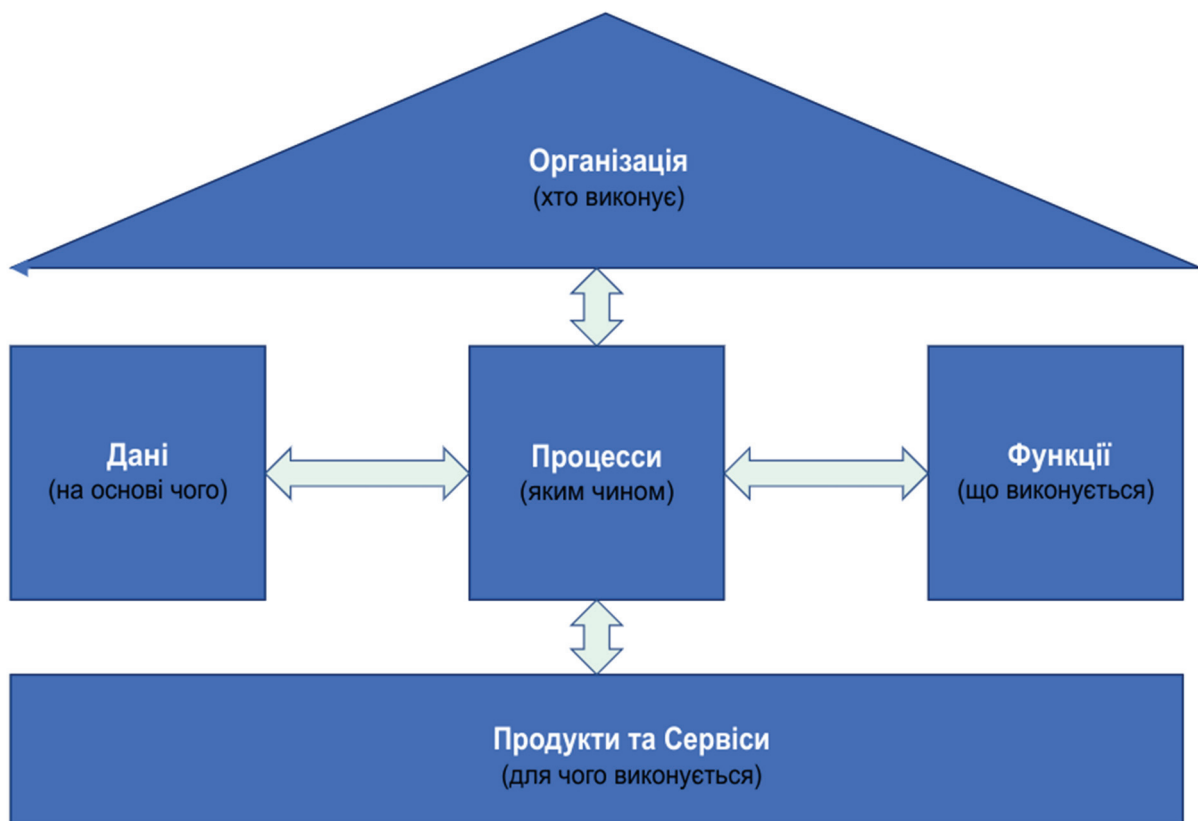 Організація
(хто виконує)
Дані
(на основі чого)
Процесси
(яким чином)
Функції
(що виконується)
Продукти та Сервіси
(для чого виконується)